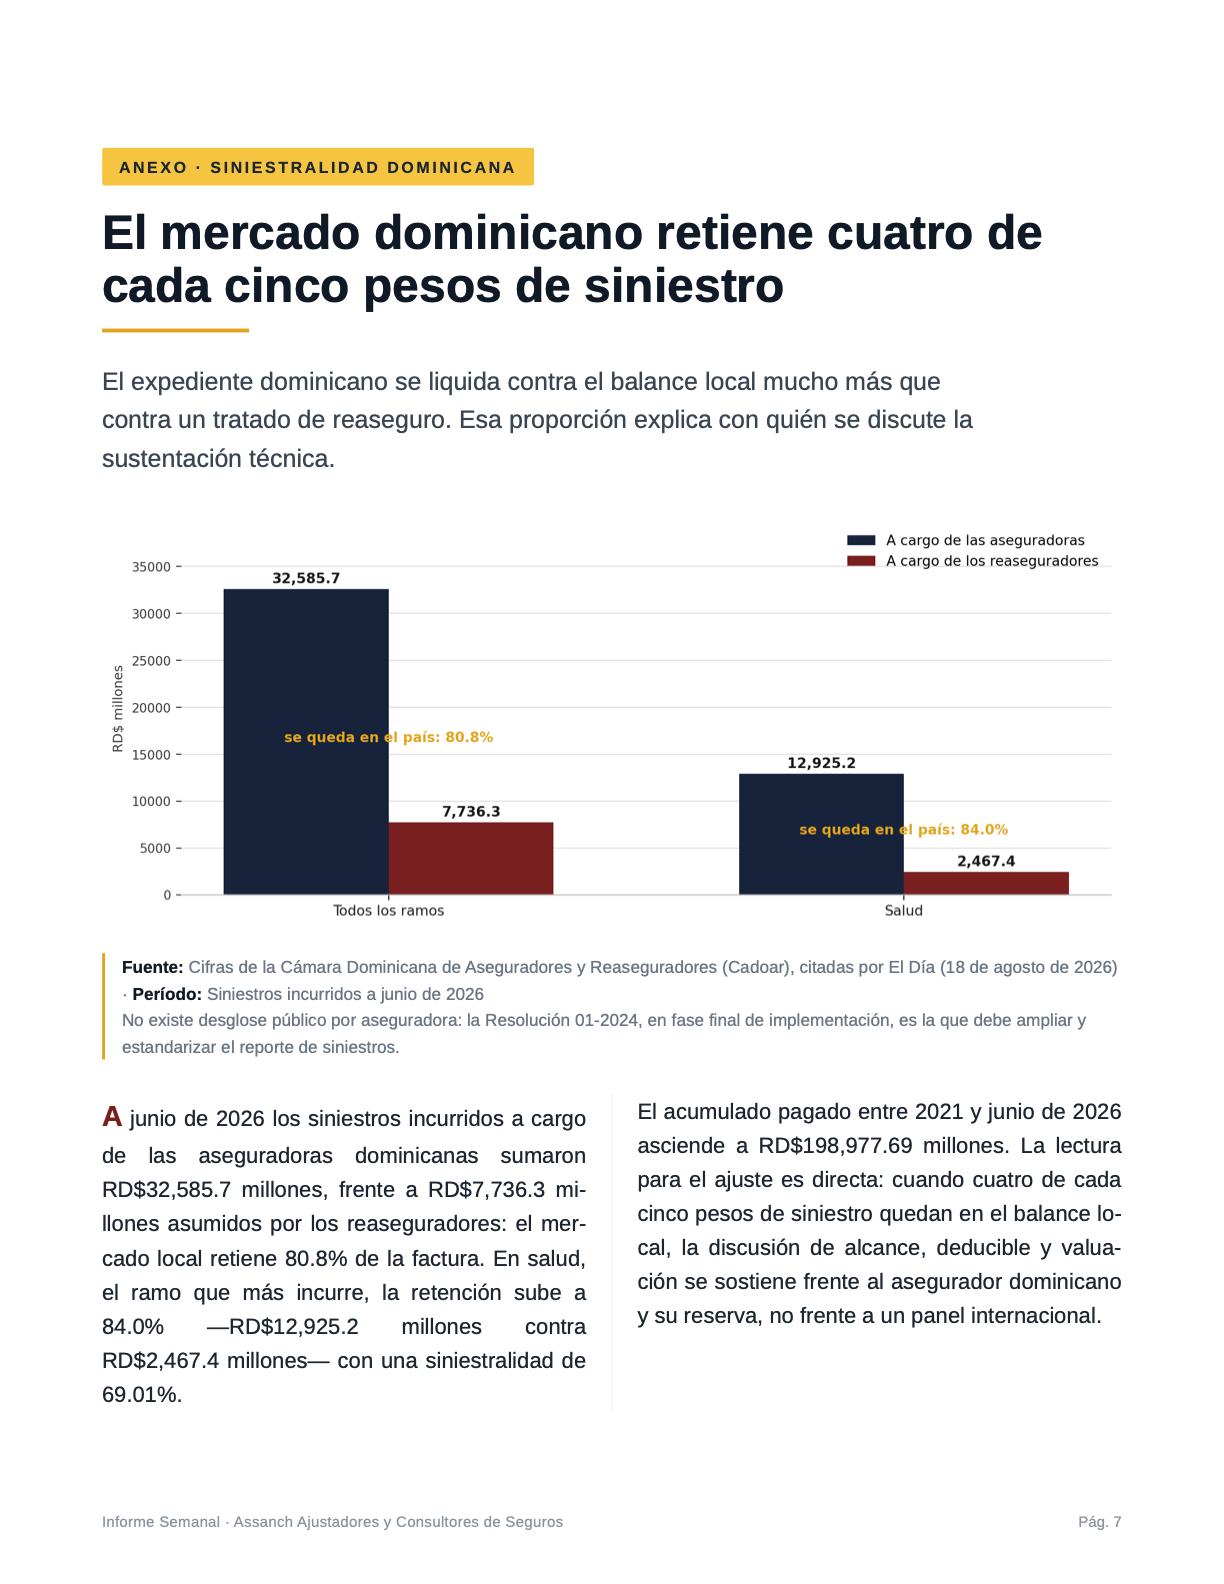 ANEXO · SINIESTRALIDAD DOMINICANA
El mercado dominicano retiene cuatro de
cada cinco pesos de siniestro
El expediente dominicano se liquida contra el balance local mucho más que
contra un tratado de reaseguro. Esa proporción explica con quién se discute la
sustentación técnica.
A cargo de las aseguradoras
A cargo de los reaseguradores
RD$ millones
35000
30000
25000
20000
15000
10000
5000
0
32,585.7
se queda en el país: 80.8%
7,736.3
12,925.2
se queda en el país: 84.0%
2,467.4
Todos los ramos
Salud
Fuente: Cifras de la Cámara Dominicana de Aseguradores y Reaseguradores (Cadoar), citadas por El Día (18 de agosto de 2026)
· Período: Siniestros incurridos a junio de 2026
No existe desglose público por aseguradora: la Resolución 01-2024, en fase final de implementación, es la que debe ampliar y
estandarizar el reporte de siniestros.
A junio de 2026 los siniestros incurridos a cargo
de las aseguradoras dominicanas sumaron
RD$32,585.7 millones, frente a RD$7,736.3 mi-
llones asumidos por los reaseguradores: el mer-
cado local retiene 80.8% de la factura. En salud,
el ramo que más incurre, la retención sube a
84.0% —RD$12,925.2 millones contra
RD$2,467.4 millones— con una siniestralidad de
69.01%.
El acumulado pagado entre 2021 y junio de 2026
asciende a RD$198,977.69 millones. La lectura
para el ajuste es directa: cuando cuatro de cada
cinco pesos de siniestro quedan en el balance lo-
cal, la discusión de alcance, deducible y valua-
ción se sostiene frente al asegurador dominicano
y su reserva, no frente a un panel internacional.
Informe Semanal · Assanch Ajustadores y Consultores de Seguros
Pág. 7